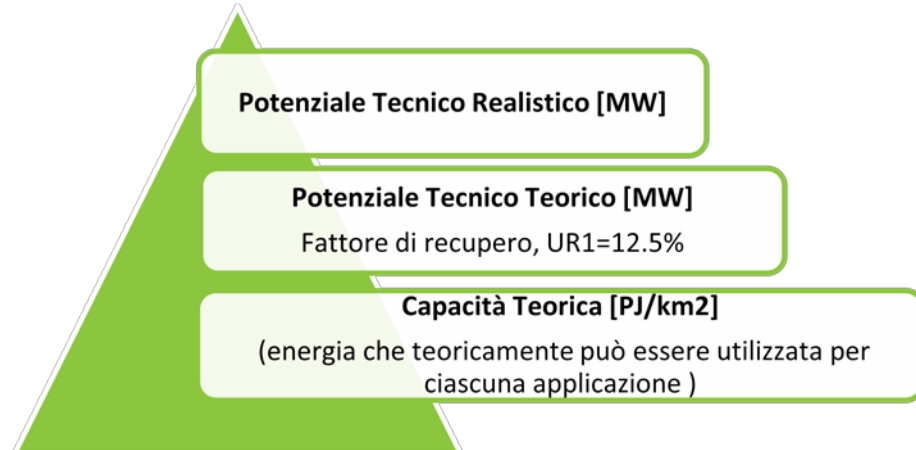 Potenziale Tecnico Realistico [MW]
Potenziale Tecnico Teorico [MW]
Fattore di recupero, UR1=12.5%
Capacità Teorica [PJ/km2]
(energia che teoricamente può essere utilizzata per
ciascuna applicazione )